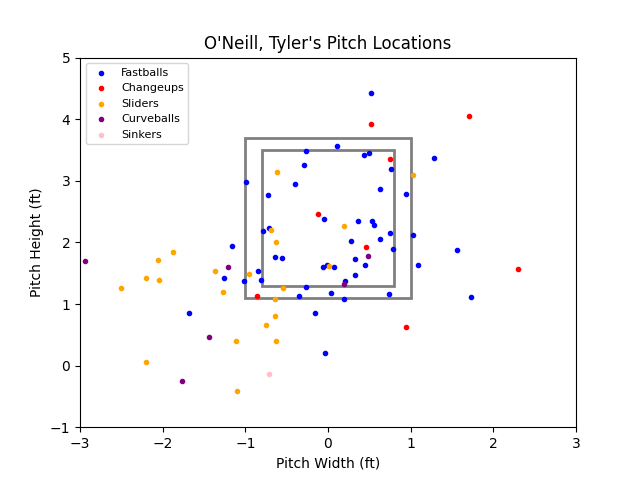 O'Neill, Tyler's Pitch Locations
Fastballs
Changeups
Sliders
Curveballs
Sinkers
5
4
3
2
1
0
−1
Pitch Height (ft)
−3
−2
−1
0
1
2
3
Pitch Width (ft)